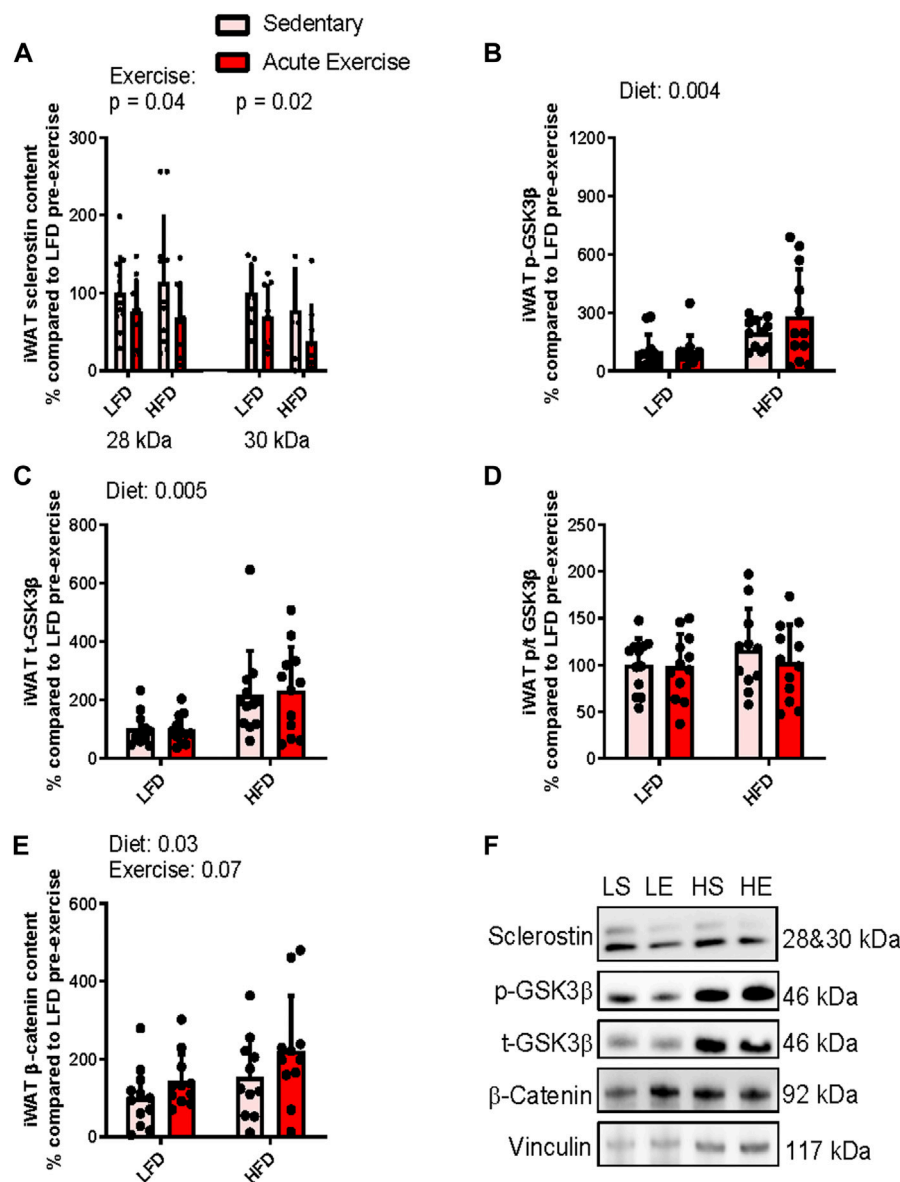 Sedentary
Acute Exercise
A
Exercise:
p = 0.04 p = 0.02
iWAT sclerostin content
% compared to LFD pre-exercise
300
200
100
0
LFD HFD LFD HFD
28 kDa 30 kDa
B
Diet: 0.004
iWAT p-GSK3β
% compared to LFD pre-exercise
1200
900
600
300
0
LFD HFD
C
Diet: 0.005
iWAT t-GSK3β
% compared to LFD pre-exercise
800
600
400
200
0
LFD HFD
D
iWAT p/t GSK3β
% compared to LFD pre-exercise
250
200
150
100
50
0
LFD HFD
E
Diet: 0.03
Exercise: 0.07
iWAT β-catenin content
% compared to LFD pre-exercise
600
400
200
0
LFD HFD
F
LS LE HS HE
Sclerostin 28&30 kDa
p-GSK3β 46 kDa
t-GSK3β 46 kDa
β-Catenin 92 kDa
Vinculin 117 kDa